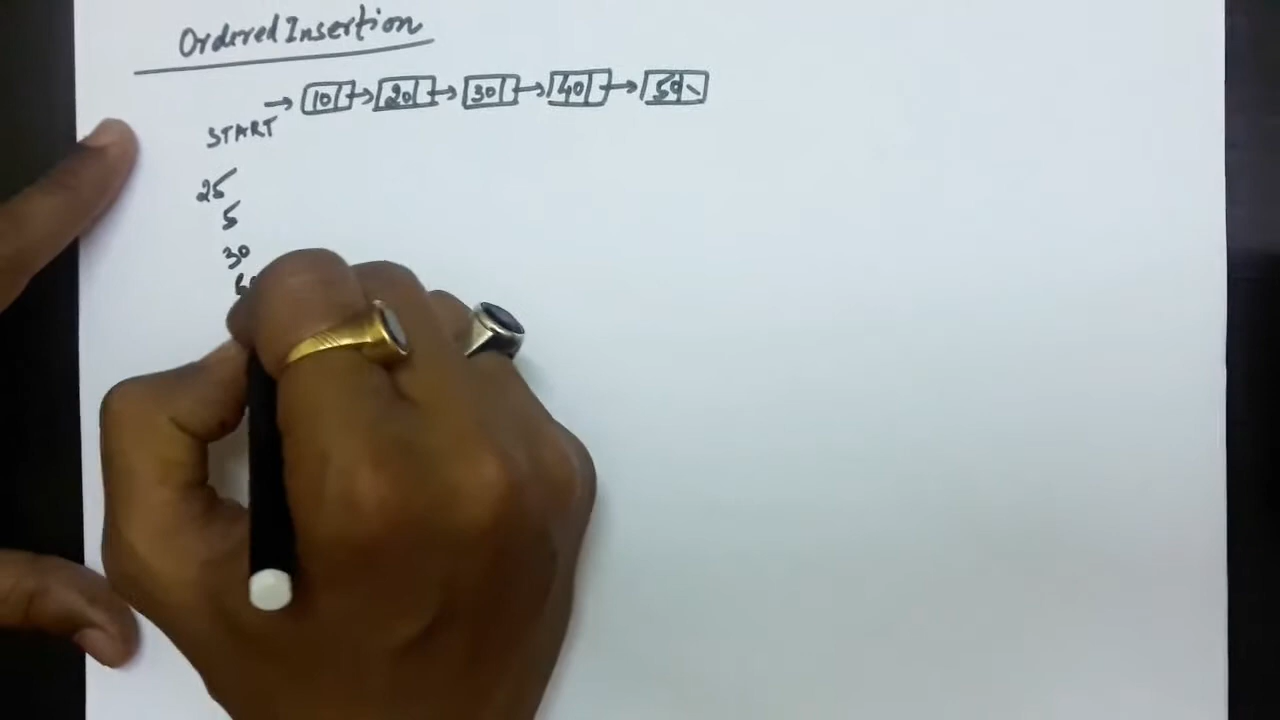 Ordered Insertion
→ 10 → 20 → 30 → 40 → 50
START
25
5
30